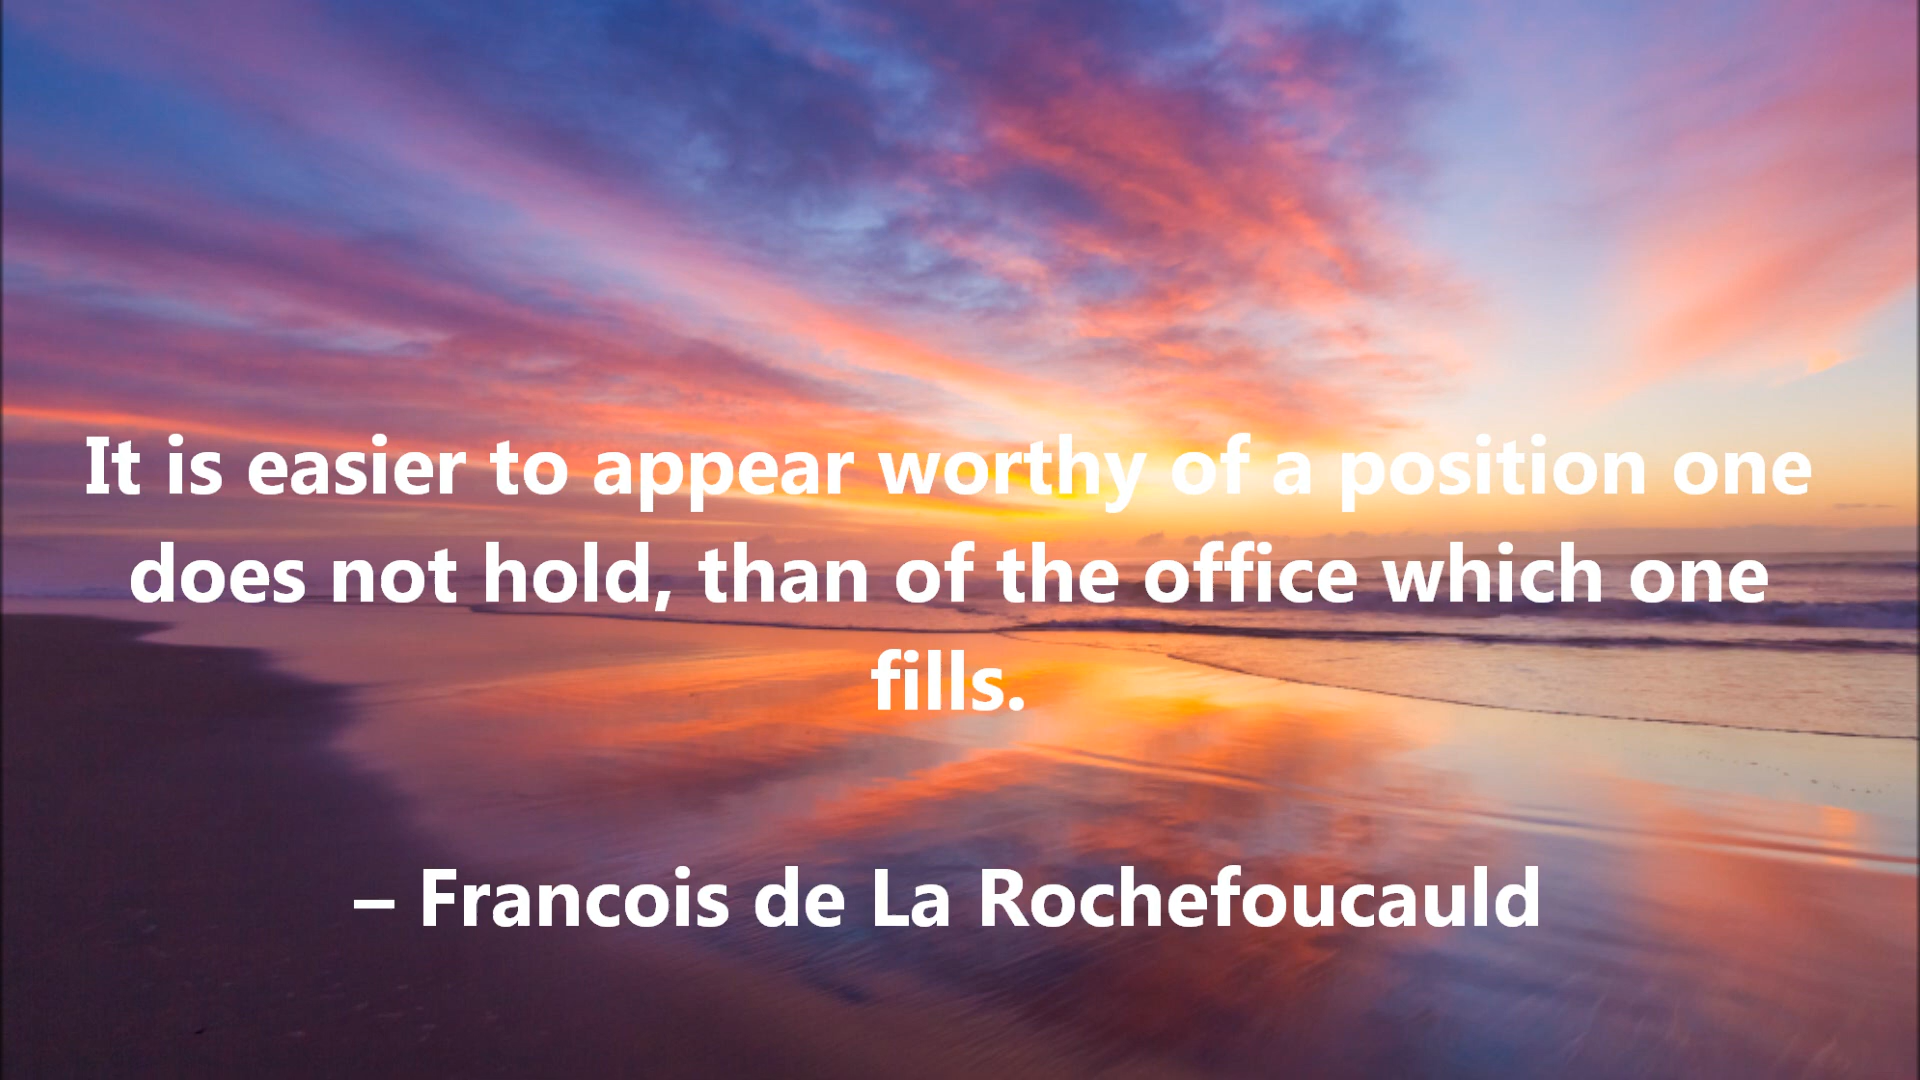 It is easier to appear worthy of a position one
does not hold, than of the office which one
fills.
– Francois de La Rochefoucauld